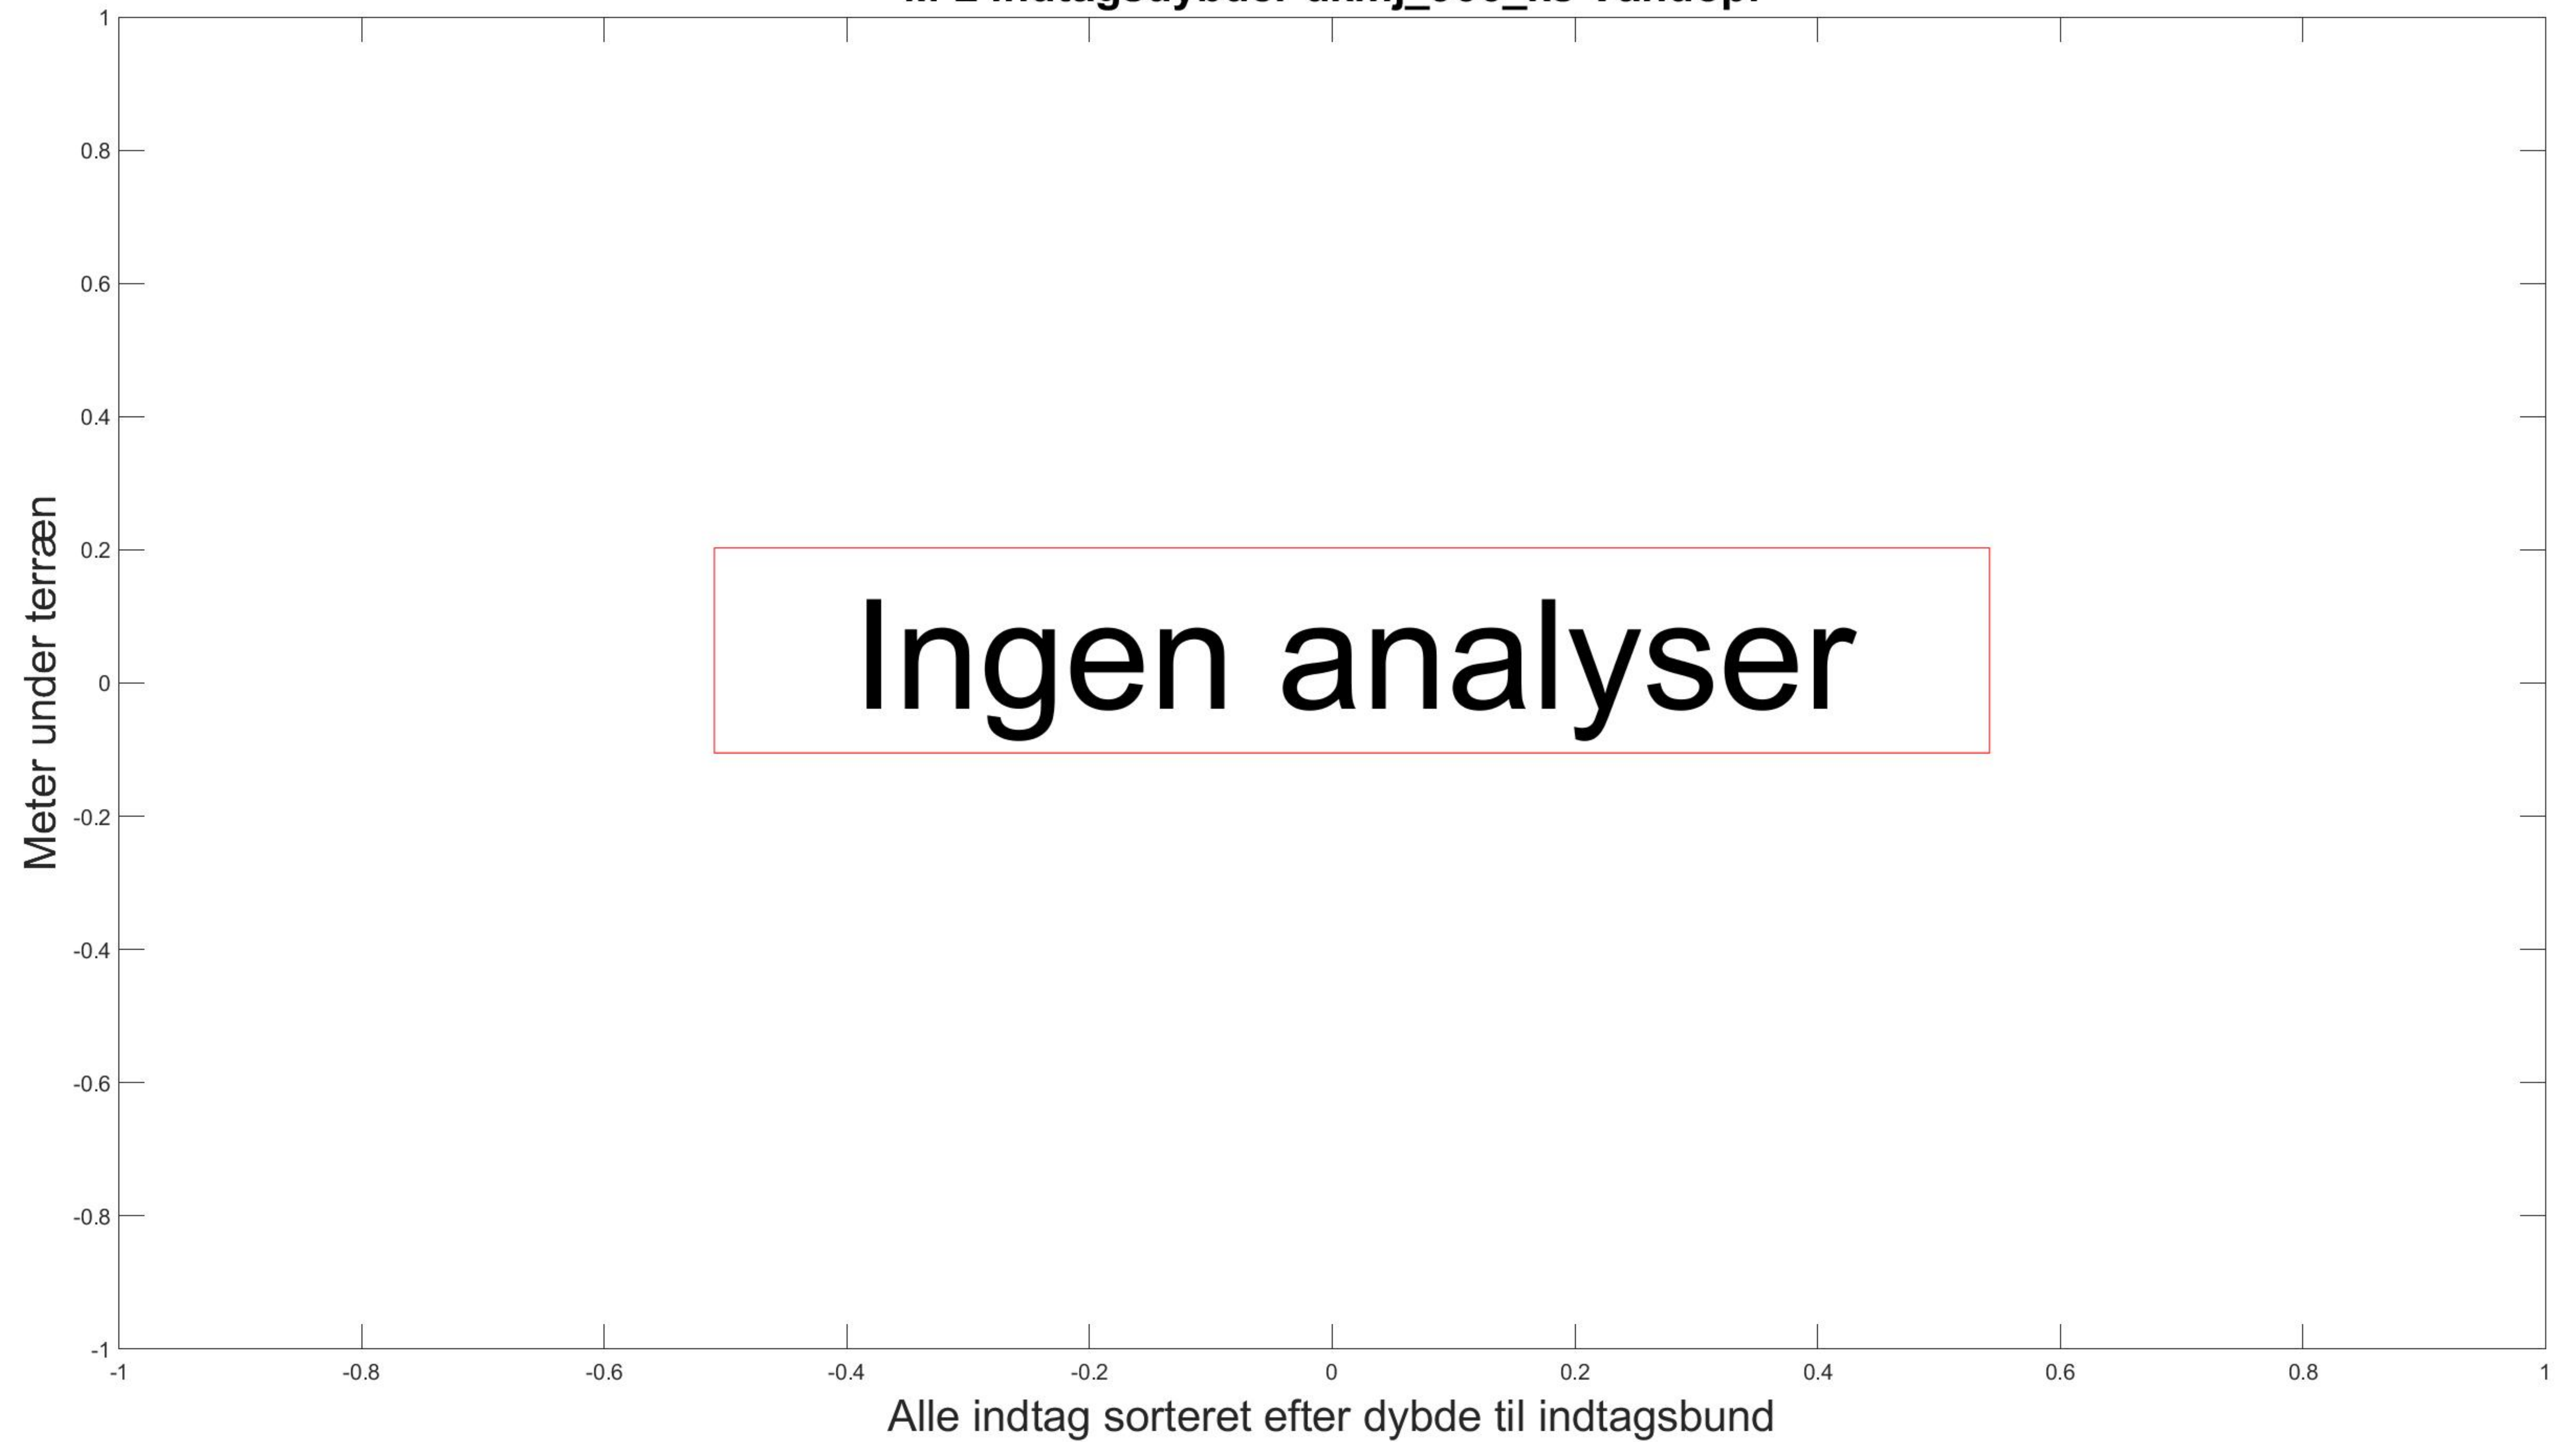 1
0.8
0.6
0.4
0.2
0
-0.2
-0.4
-0.6
-0.8
-1
Meter under terræn
Ingen analyser
-1 -0.8 -0.6 -0.4 -0.2 0 0.2 0.4 0.6 0.8 1
Alle indtag sorteret efter dybde til indtagsbund